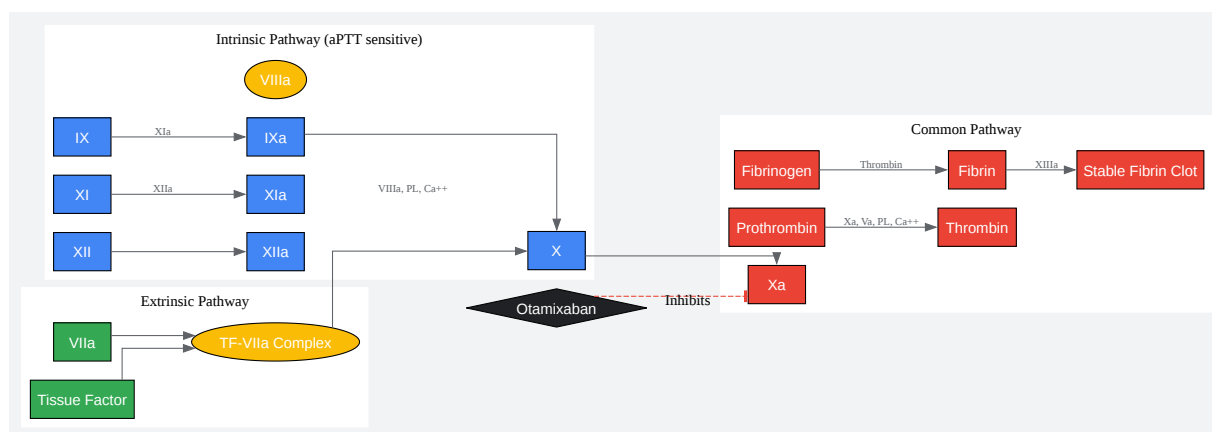 Intrinsic Pathway (aPTT sensitive)
VIIIa
IX
XIa
IXa
XI
XIIa
XIa
VIIIa, PL, Ca++
XII
XIIa
X
Extrinsic Pathway
VIIa
TF-VIIa Complex
Tissue Factor
Otamixaban
Inhibits
Common Pathway
Fibrinogen
Thrombin
Fibrin
XIIIa
Stable Fibrin Clot
Prothrombin
Xa, Va, PL, Ca++
Thrombin
Xa